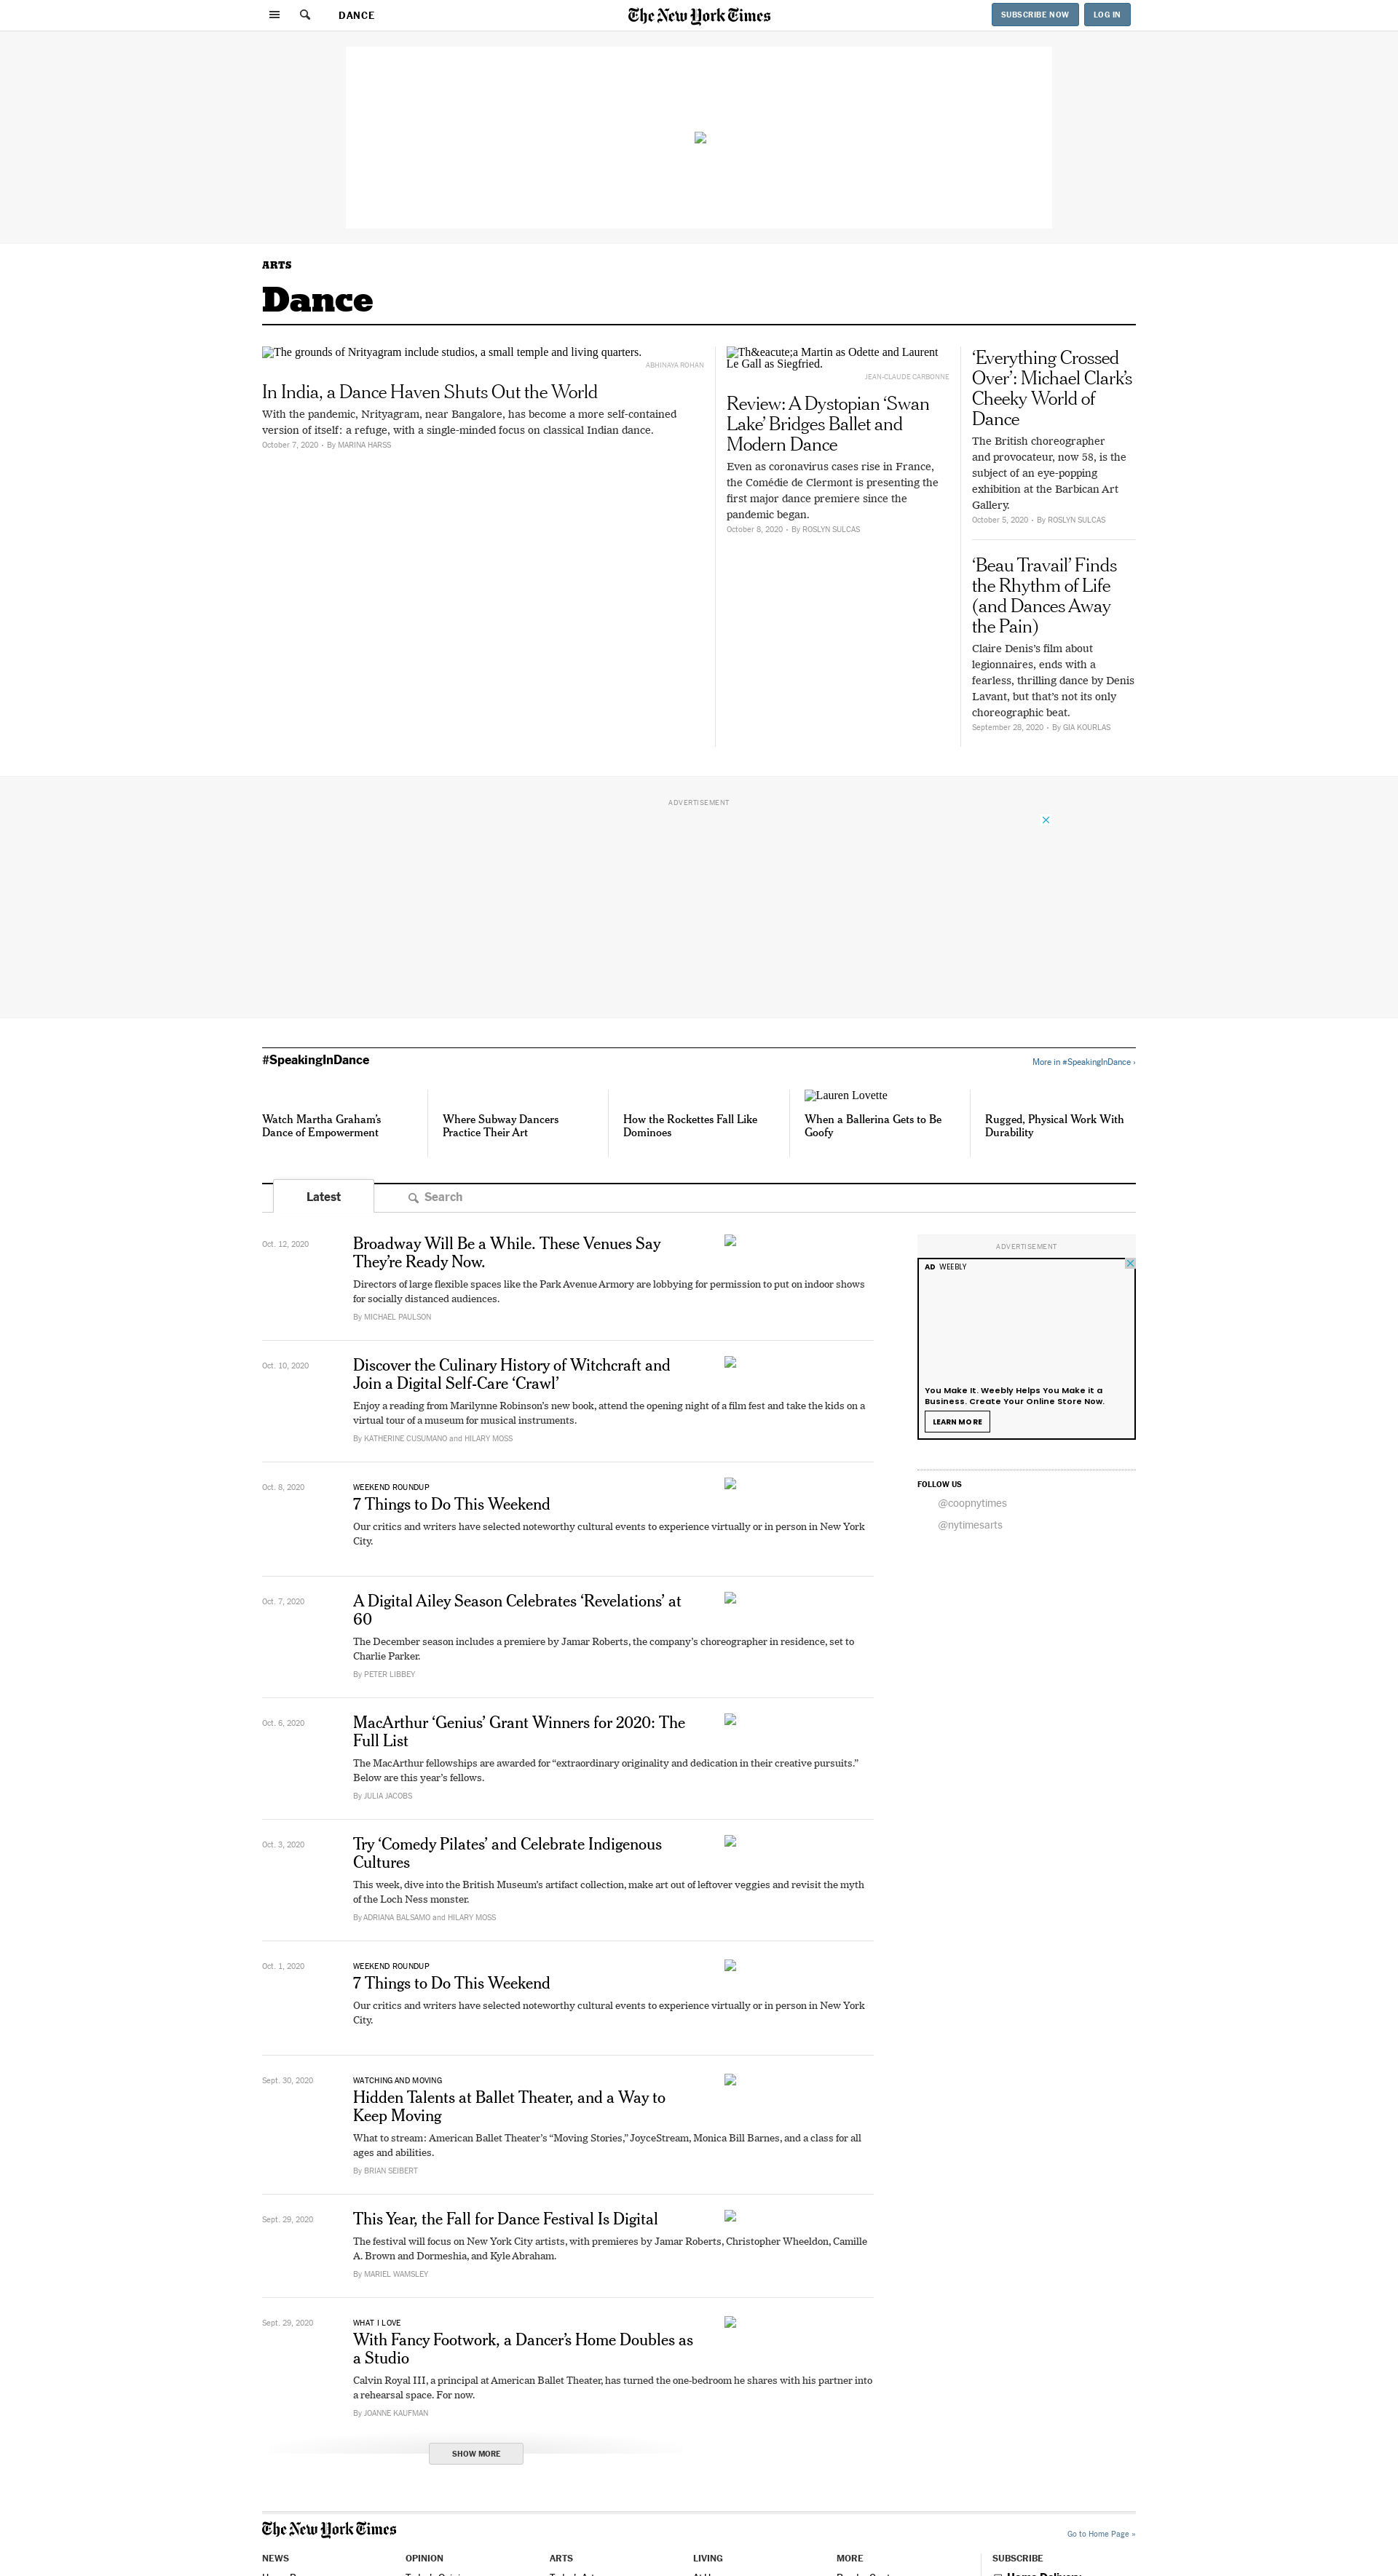 DANCE
The New York Times
SUBSCRIBE NOW
LOG IN
ARTS
Dance
The grounds of Nrityagram include studios, a small temple and living quarters.
ABHINAYA ROHAN
In India, a Dance Haven Shuts Out the World
With the pandemic, Nrityagram, near Bangalore, has become a more self-contained
version of itself: a refuge, with a single-minded focus on classical Indian dance.
October 7, 2020 • By MARINA HARSS
Th&eacute;a Martin as Odette and Laurent
Le Gall as Siegfried.
JEAN-CLAUDE CARBONNE
Review: A Dystopian ‘Swan
Lake’ Bridges Ballet and
Modern Dance
Even as coronavirus cases rise in France,
the Comédie de Clermont is presenting the
first major dance premiere since the
pandemic began.
October 8, 2020 • By ROSLYN SULCAS
‘Everything Crossed
Over’: Michael Clark’s
Cheeky World of
Dance
The British choreographer
and provocateur, now 58, is the
subject of an eye-popping
exhibition at the Barbican Art
Gallery.
October 5, 2020 • By ROSLYN SULCAS
‘Beau Travail’ Finds
the Rhythm of Life
(and Dances Away
the Pain)
Claire Denis’s film about
legionnaires, ends with a
fearless, thrilling dance by Denis
Lavant, but that’s not its only
choreographic beat.
September 28, 2020 • By GIA KOURLAS
ADVERTISEMENT
#SpeakingInDance
More in #SpeakingInDance ›
Watch Martha Graham’s
Dance of Empowerment
Where Subway Dancers
Practice Their Art
How the Rockettes Fall Like
Dominoes
Lauren Lovette
When a Ballerina Gets to Be
Goofy
Rugged, Physical Work With
Durability
Latest
Search
Oct. 12, 2020
Broadway Will Be a While. These Venues Say
They’re Ready Now.
Directors of large flexible spaces like the Park Avenue Armory are lobbying for permission to put on indoor shows
for socially distanced audiences.
By MICHAEL PAULSON
Oct. 10, 2020
Discover the Culinary History of Witchcraft and
Join a Digital Self-Care ‘Crawl’
Enjoy a reading from Marilynne Robinson’s new book, attend the opening night of a film fest and take the kids on a
virtual tour of a museum for musical instruments.
By KATHERINE CUSUMANO and HILARY MOSS
Oct. 8, 2020
WEEKEND ROUNDUP
7 Things to Do This Weekend
Our critics and writers have selected noteworthy cultural events to experience virtually or in person in New York
City.
Oct. 7, 2020
A Digital Ailey Season Celebrates ‘Revelations’ at
60
The December season includes a premiere by Jamar Roberts, the company’s choreographer in residence, set to
Charlie Parker.
By PETER LIBBEY
Oct. 6, 2020
MacArthur ‘Genius’ Grant Winners for 2020: The
Full List
The MacArthur fellowships are awarded for “extraordinary originality and dedication in their creative pursuits.”
Below are this year’s fellows.
By JULIA JACOBS
Oct. 3, 2020
Try ‘Comedy Pilates’ and Celebrate Indigenous
Cultures
This week, dive into the British Museum’s artifact collection, make art out of leftover veggies and revisit the myth
of the Loch Ness monster.
By ADRIANA BALSAMO and HILARY MOSS
Oct. 1, 2020
WEEKEND ROUNDUP
7 Things to Do This Weekend
Our critics and writers have selected noteworthy cultural events to experience virtually or in person in New York
City.
Sept. 30, 2020
WATCHING AND MOVING
Hidden Talents at Ballet Theater, and a Way to
Keep Moving
What to stream: American Ballet Theater’s “Moving Stories,” JoyceStream, Monica Bill Barnes, and a class for all
ages and abilities.
By BRIAN SEIBERT
Sept. 29, 2020
This Year, the Fall for Dance Festival Is Digital
The festival will focus on New York City artists, with premieres by Jamar Roberts, Christopher Wheeldon, Camille
A. Brown and Dormeshia, and Kyle Abraham.
By MARIEL WAMSLEY
Sept. 29, 2020
WHAT I LOVE
With Fancy Footwork, a Dancer’s Home Doubles as
a Studio
Calvin Royal III, a principal at American Ballet Theater, has turned the one-bedroom he shares with his partner into
a rehearsal space. For now.
By JOANNE KAUFMAN
SHOW MORE
ADVERTISEMENT
AD WEEBLY
You Make It. Weebly Helps You Make it a
Business. Create Your Online Store Now.
LEARN MORE
FOLLOW US
@coopnytimes
@nytimesarts
The New York Times
Go to Home Page »
NEWS
OPINION
ARTS
LIVING
MORE
SUBSCRIBE